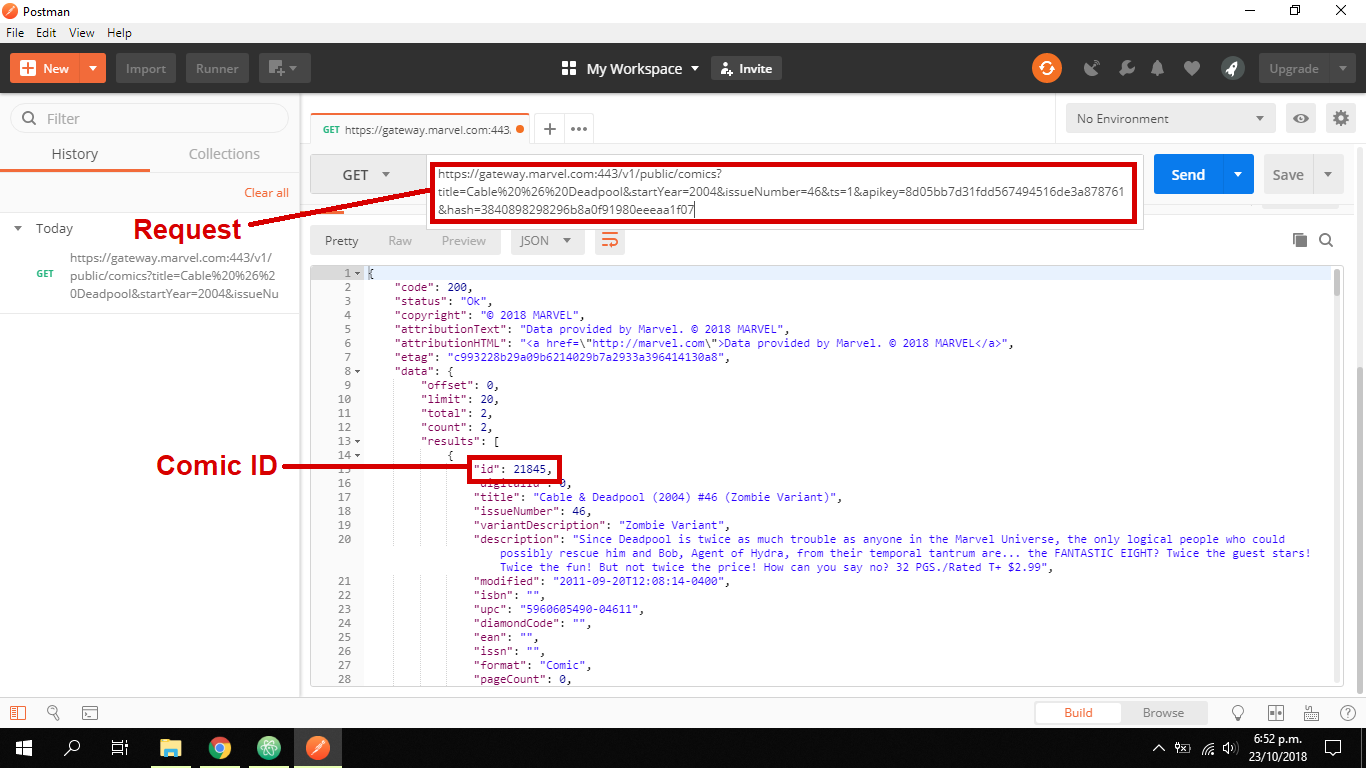 Postman
File Edit View Help
New Import Runner My Workspace Invite Upgrade
Filter
History Collections
Clear all
Today
GET https://gateway.marvel.com:443/v1/
public/comics?title=Cable%20%26%2
0Deadpool&startYear=2004&issueNu
GET https://gateway.marvel.com:443.
No Environment
GET
https://gateway.marvel.com:443/v1/public/comics?
title=Cable%20%26%20Deadpool&startYear=2004&issueNumber=46&ts=1&apikey=8d05bb7d31fdd567494516de3a878761
&hash=3840898298296b8a0f91980eeeaa1f07
Send Save
Request
Pretty Raw Preview JSON
1 {
2 "code": 200,
3 "status": "Ok",
4 "copyright": "© 2018 MARVEL",
5 "attributionText": "Data provided by Marvel. © 2018 MARVEL",
6 "attributionHTML": "<a href=\"http://marvel.com\">Data provided by Marvel. © 2018 MARVEL</a>",
7 "etag": "c993228b29a09b6214029b7a2933a396414130a8",
8 "data": {
9 "offset": 0,
10 "limit": 20,
11 "total": 2,
12 "count": 2,
13 "results": [
14 {
Comic ID
15 "id": 21845,
16 "digitalId": 0,
17 "title": "Cable & Deadpool (2004) #46 (Zombie Variant)",
18 "issueNumber": 46,
19 "variantDescription": "Zombie Variant",
20 "description": "Since Deadpool is twice as much trouble as anyone in the Marvel Universe, the only logical people who could
possibly rescue him and Bob, Agent of Hydra, from their temporal tantrum are... the FANTASTIC EIGHT? Twice the guest stars!
Twice the fun! But not twice the price! How can you say no? 32 PGS./Rated T+ $2.99",
21 "modified": "2011-09-20T12:08:14-0400",
22 "isbn": "",
23 "upc": "5960605490-04611",
24 "diamondCode": "",
25 "ean": "",
26 "issn": "",
27 "format": "Comic",
28 "pageCount": 0,
Build Browse
6:52 p.m.
23/10/2018